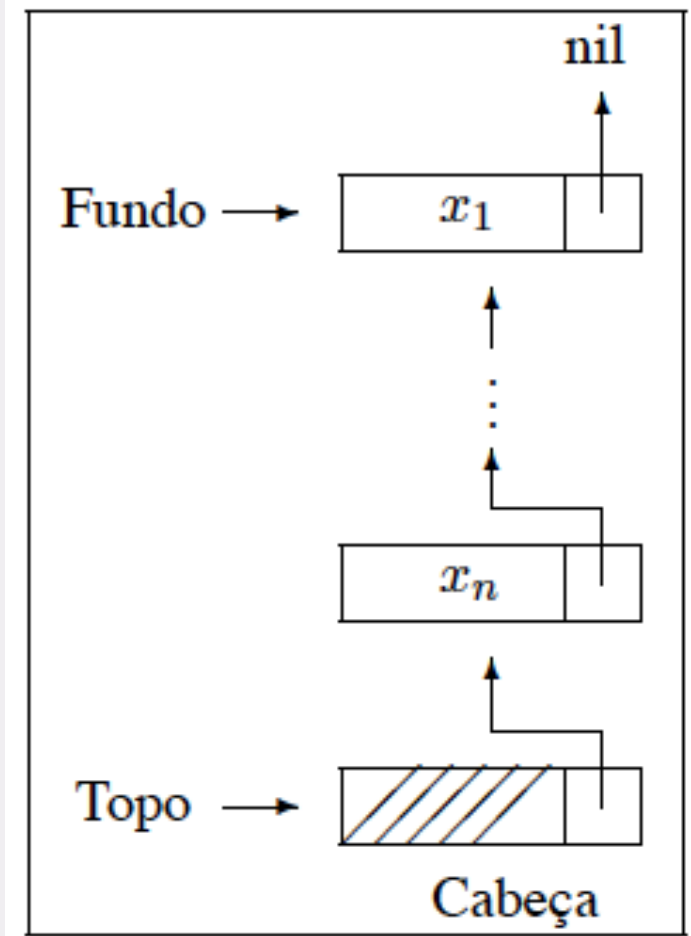 nil
Fundo x₁
⋮
xₙ
Topo
Cabeça